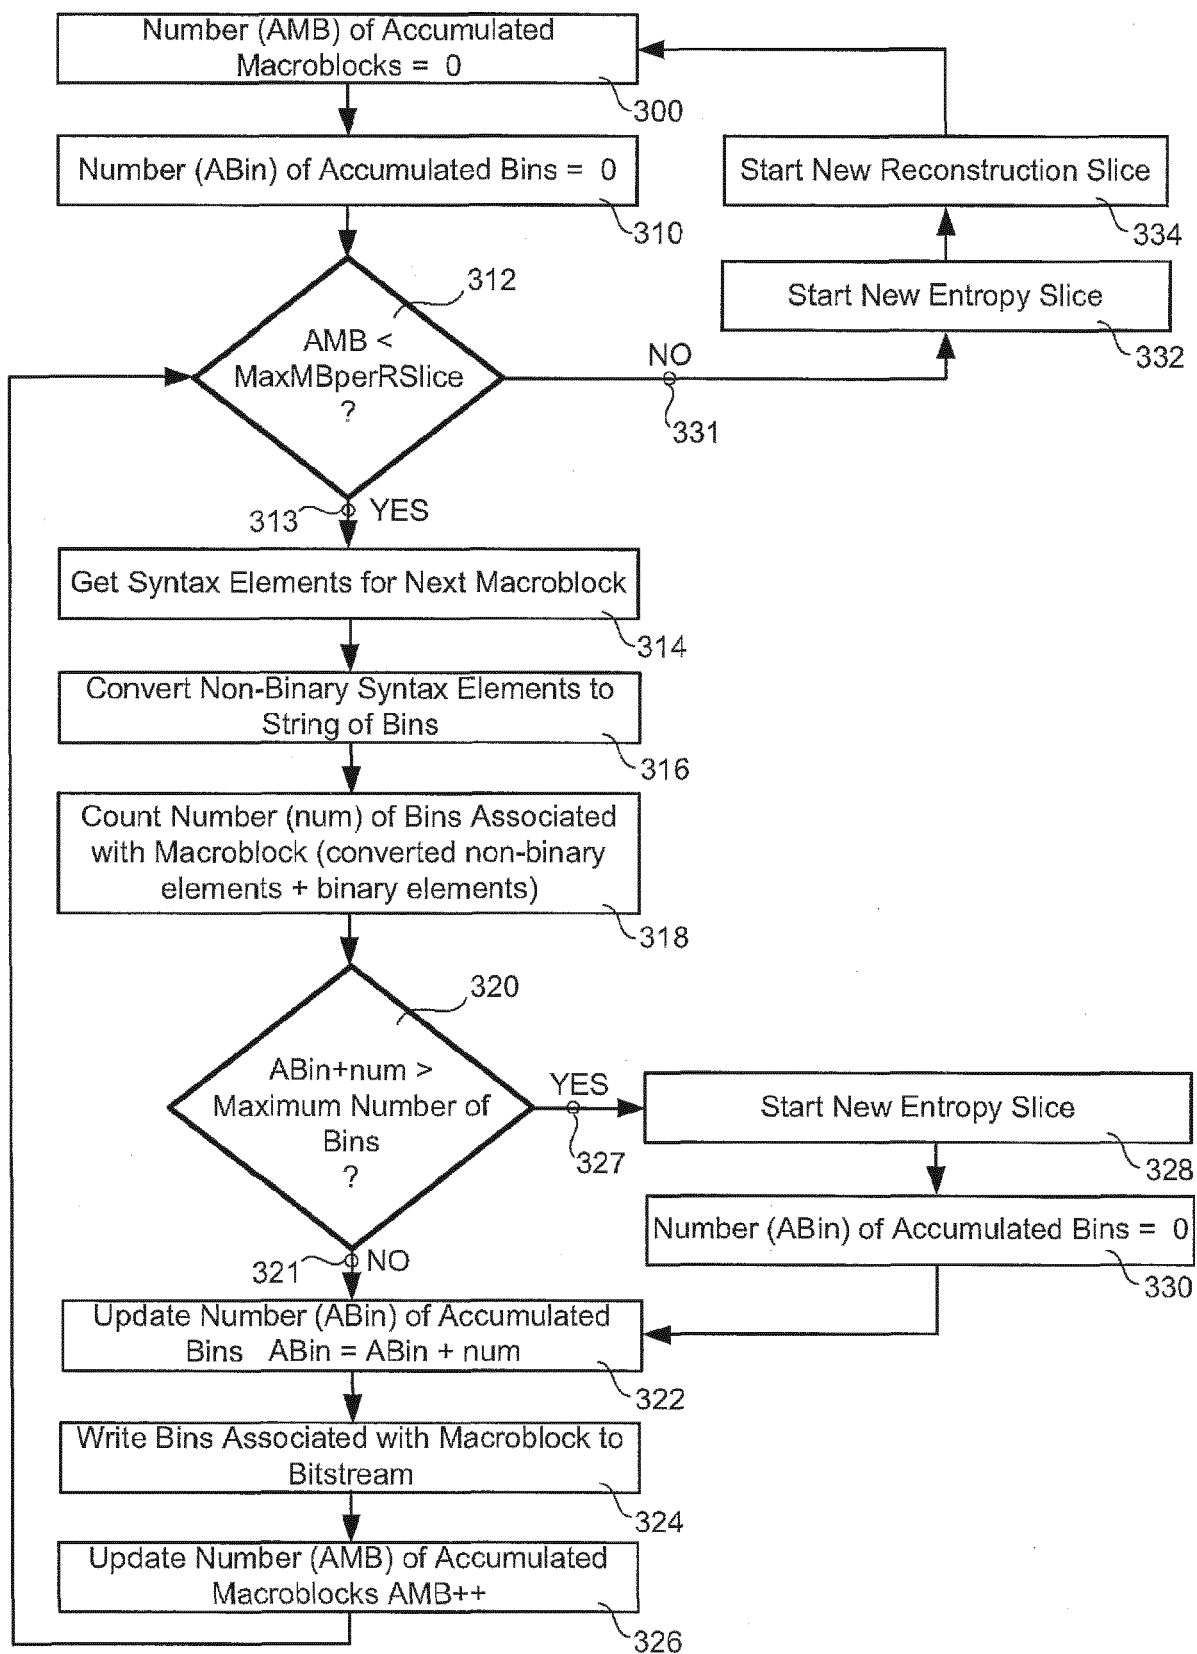 Number (AMB) of Accumulated
Macroblocks = 0
300
Number (ABin) of Accumulated Bins = 0
310
Start New Reconstruction Slice
334
Start New Entropy Slice
332
312
AMB <
MaxMBperRSlice
?
NO
331
313
YES
Get Syntax Elements for Next Macroblock
314
Convert Non-Binary Syntax Elements to
String of Bins
316
Count Number (num) of Bins Associated
with Macroblock (converted non-binary
elements + binary elements)
318
320
ABin+num >
Maximum Number of
Bins
?
YES
327
Start New Entropy Slice
328
Number (ABin) of Accumulated Bins = 0
330
321
NO
Update Number (ABin) of Accumulated
Bins ABin = ABin + num
322
Write Bins Associated with Macroblock to
Bitstream
324
Update Number (AMB) of Accumulated
Macroblocks AMB++
326